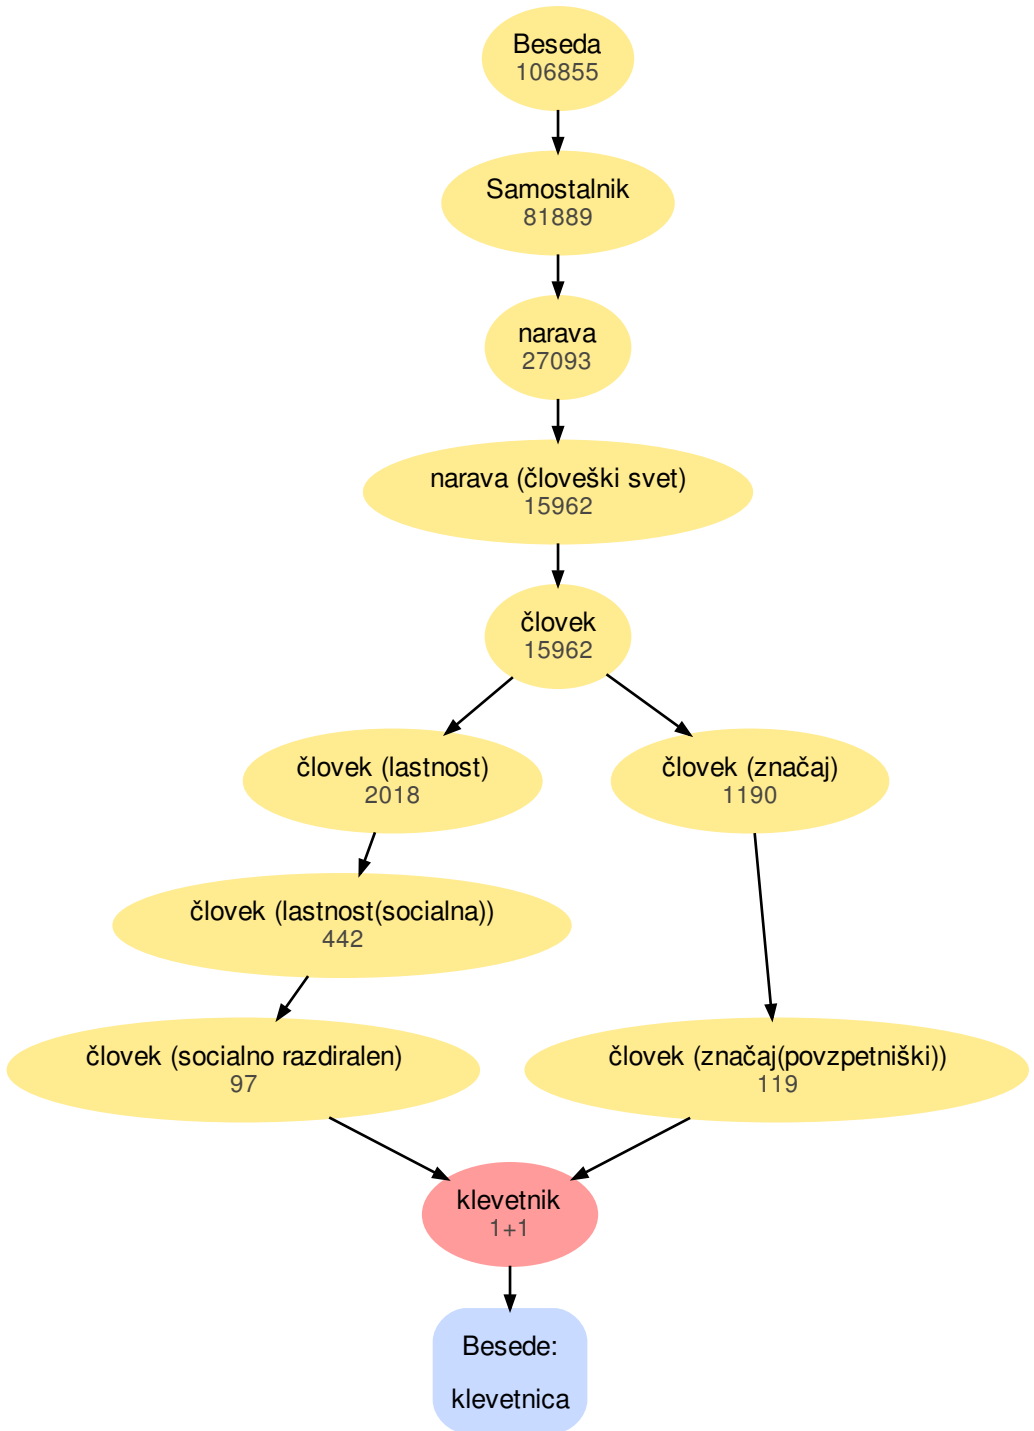 Beseda
106855
Samostalnik
81889
narava
27093
narava (človeški svet)
15962
človek
15962
človek (lastnost)
2018
človek (značaj)
1190
človek (lastnost(socialna))
442
človek (socialno razdiralen)
97
človek (značaj(povzpetniški))
119
klevetnik
1+1
Besede:
klevetnica